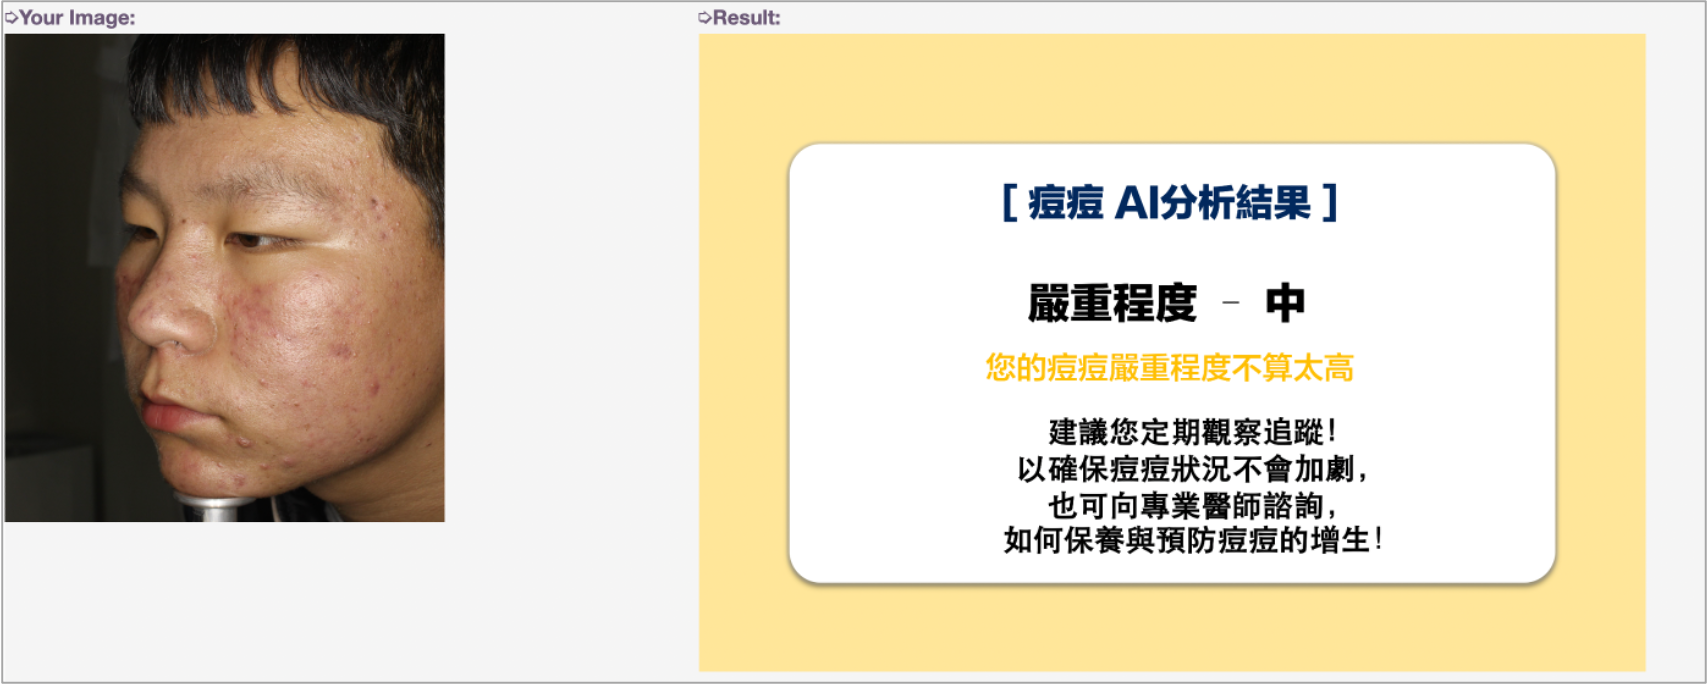 ➩Your Image:
➩Result:
[ 痘痘 AI分析結果 ]
嚴重程度 - 中
您的痘痘嚴重程度不算太高
建議您定期觀察追蹤!
以確保痘痘狀況不會加劇,
也可向專業醫師諮詢,
如何保養與預防痘痘的增生!